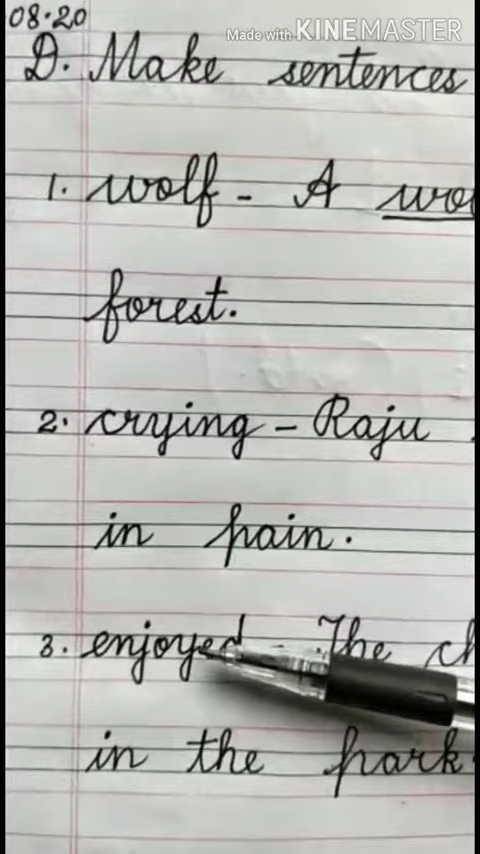 08.20
Made with KINEMASTER
D. Make sentences
1. wolf - A
forest.
2. crying - Raju
in pain.
3. enjoyed - The
in the park.